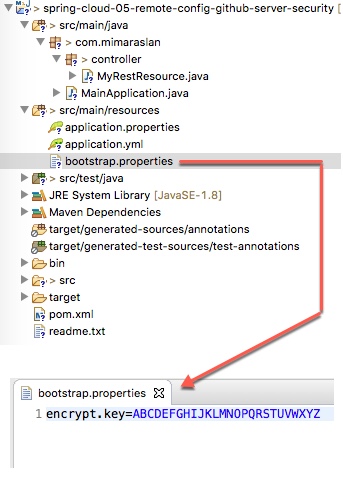 > spring-cloud-05-remote-config-github-server-security
> src/main/java
> com.mimaraslan
> controller
> MyRestResource.java
> MainApplication.java
> src/main/resources
application.properties
application.yml
bootstrap.properties
> src/test/java
JRE System Library [JavaSE-1.8]
Maven Dependencies
target/generated-sources/annotations
target/generated-test-sources/test-annotations
bin
> src
target
pom.xml
readme.txt
bootstrap.properties
1 encrypt.key=ABCDEFGHIJKLMNOPQRSTUVWXYZ